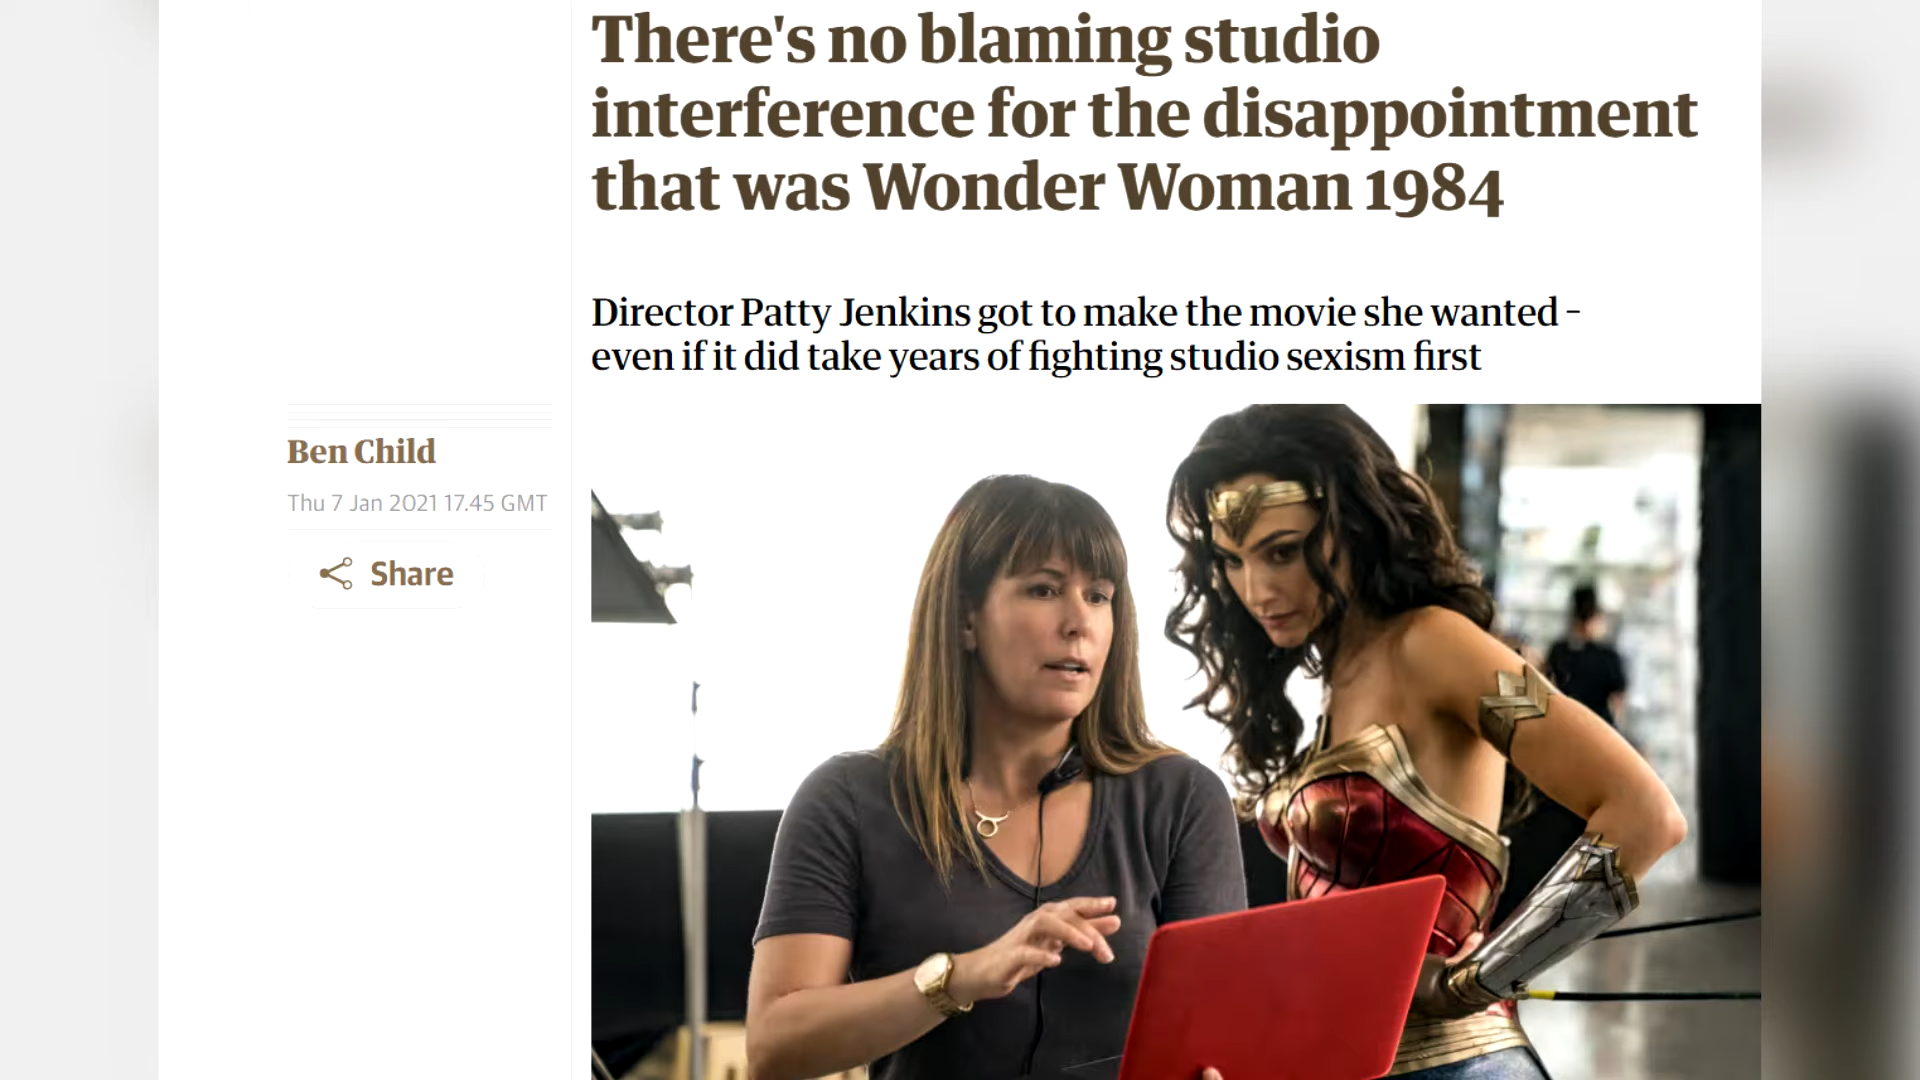 There's no blaming studio
interference for the disappointment
that was Wonder Woman 1984
Director Patty Jenkins got to make the movie she wanted –
even if it did take years of fighting studio sexism first
Ben Child
Thu 7 Jan 2021 17.45 GMT
Share